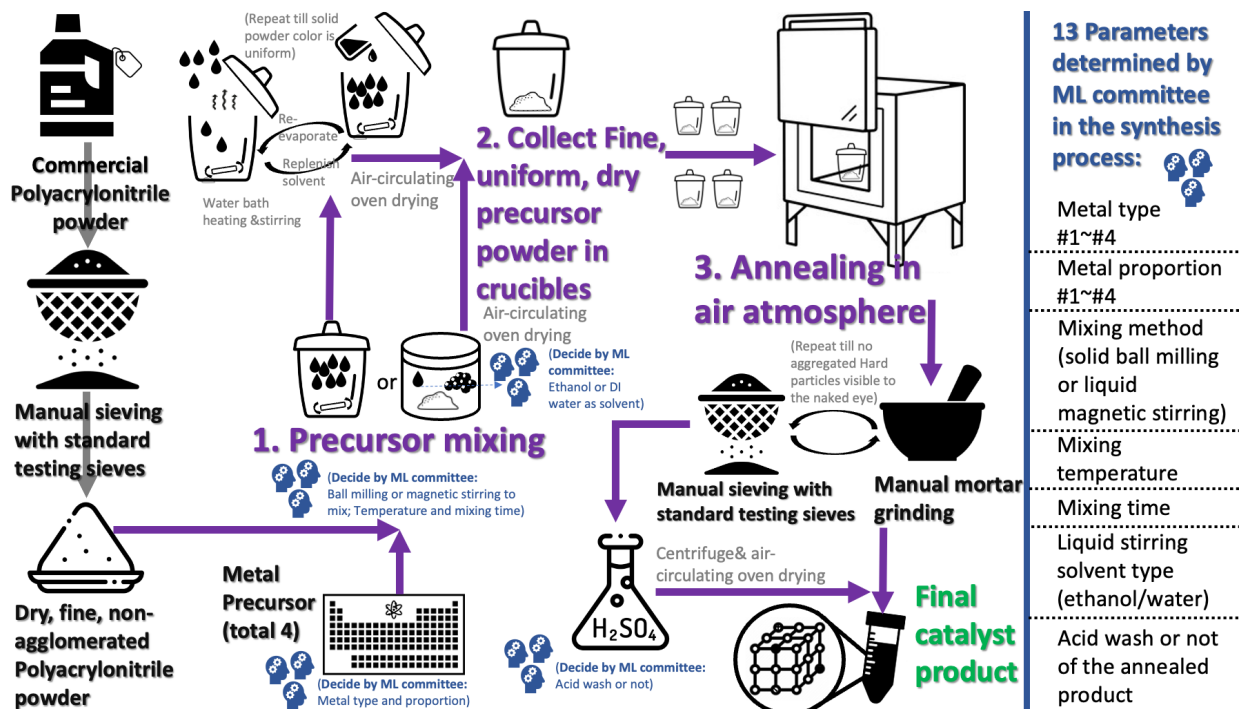 Commercial
Polyacrylonitrile
powder
Manual sieving
with standard
testing sieves
Dry, fine, non-
agglomerated
Polyacrylonitrile
powder
(Repeat till solid
powder color is
uniform)
Re-
evaporate
Replenish
solvent
Water bath
heating &stirring
Air-circulating
oven drying
or
(Decide by ML
committee:
Ethanol or DI
water as solvent)
1. Precursor mixing
(Decide by ML committee:
Ball milling or magnetic stirring to
mix; Temperature and mixing time)
Metal
Precursor
(total 4)
(Decide by ML committee:
Metal type and proportion)
2. Collect Fine,
uniform, dry
precursor
powder in
crucibles
Air-circulating
oven drying
3. Annealing in
air atmosphere
(Repeat till no
aggregated Hard
particles visible to
the naked eye)
Manual sieving with
standard testing sieves
Manual mortar
grinding
H2SO4
(Decide by ML committee:
Acid wash or not)
Centrifuge& air-
circulating oven drying
Final
catalyst
product
13 Parameters
determined by
ML committee
in the synthesis
process:
Metal type
#1~#4
Metal proportion
#1~#4
Mixing method
(solid ball milling
or liquid
magnetic stirring)
Mixing
temperature
Mixing time
Liquid stirring
solvent type
(ethanol/water)
Acid wash or not
of the annealed
product